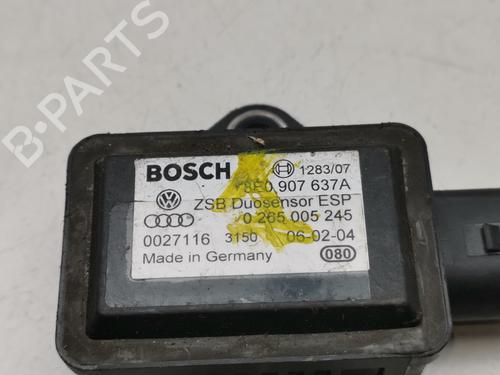 B-PARTS
BOSCH 1283/07
8E0 907 637A
ZSB Duosensor ESP
0 265 005 245
0027116 3150 06-02-04
Made in Germany 080